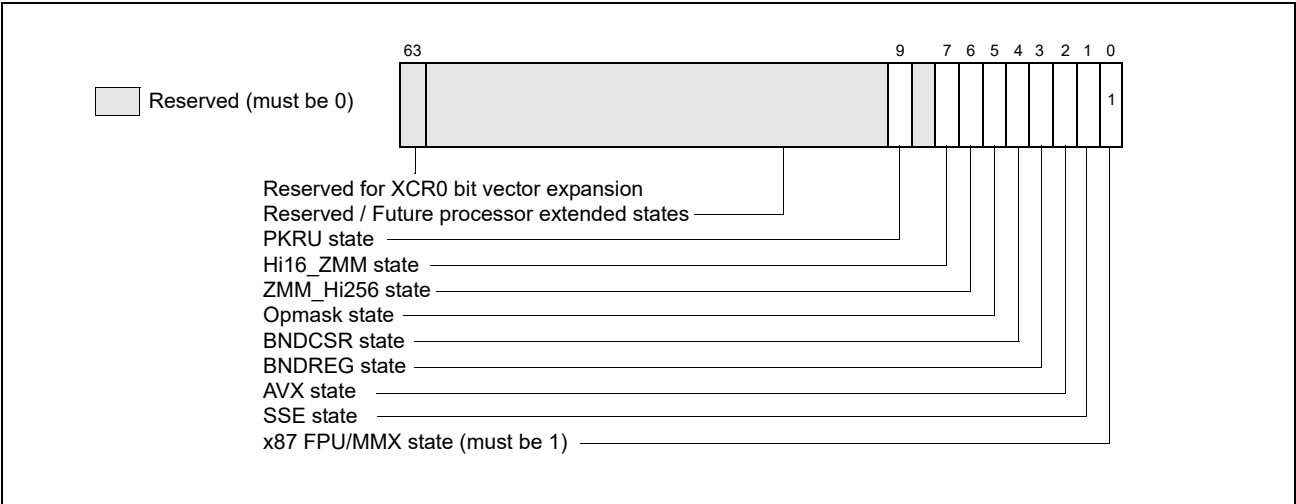 63 9 7 6 5 4 3 2 1 0
Reserved (must be 0)
1
Reserved for XCR0 bit vector expansion
Reserved / Future processor extended states
PKRU state
Hi16_ZMM state
ZMM_Hi256 state
Opmask state
BNDCSR state
BNDREG state
AVX state
SSE state
x87 FPU/MMX state (must be 1)